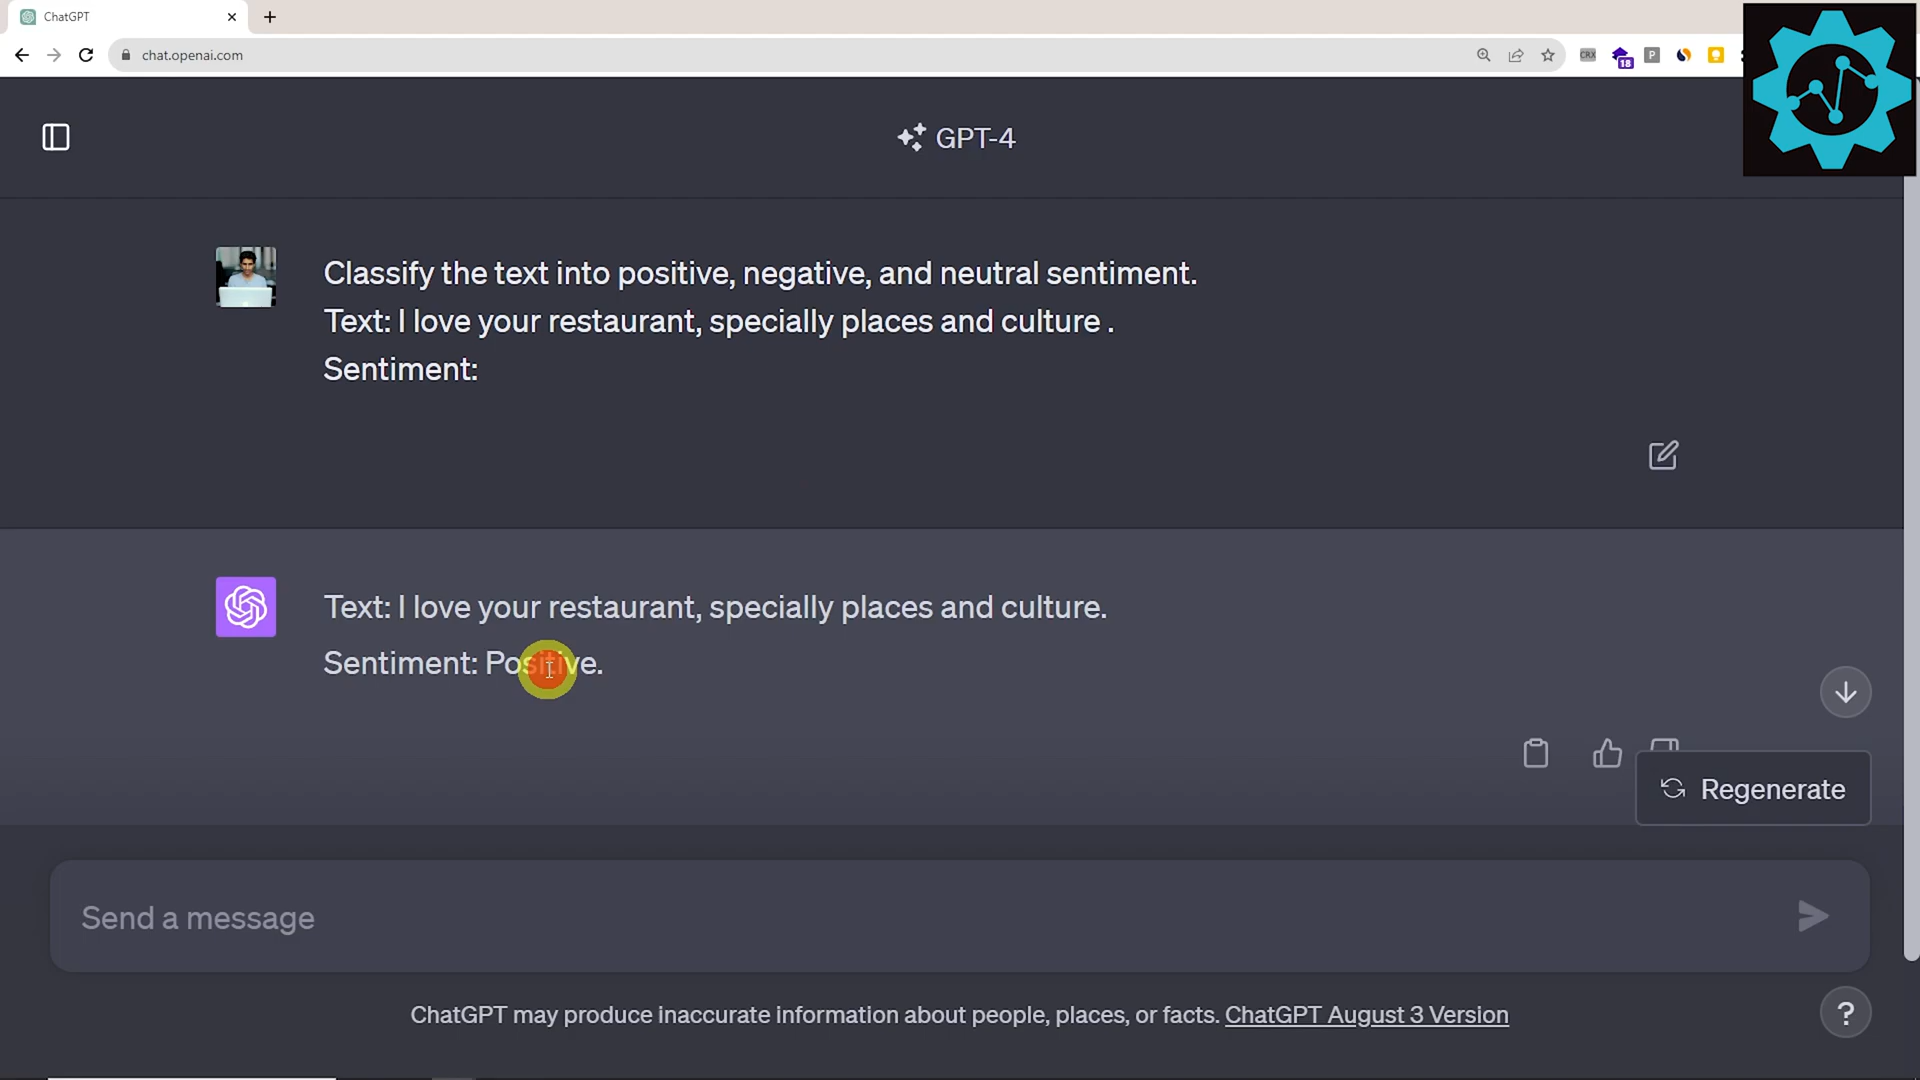 ChatGPT
chat.openai.com
CRX
18
P
GPT-4
Classify the text into positive, negative, and neutral sentiment.
Text: I love your restaurant, specially places and culture .
Sentiment:
Text: I love your restaurant, specially places and culture.
Sentiment: Positive.
Regenerate
Send a message
ChatGPT may produce inaccurate information about people, places, or facts. ChatGPT August 3 Version
?